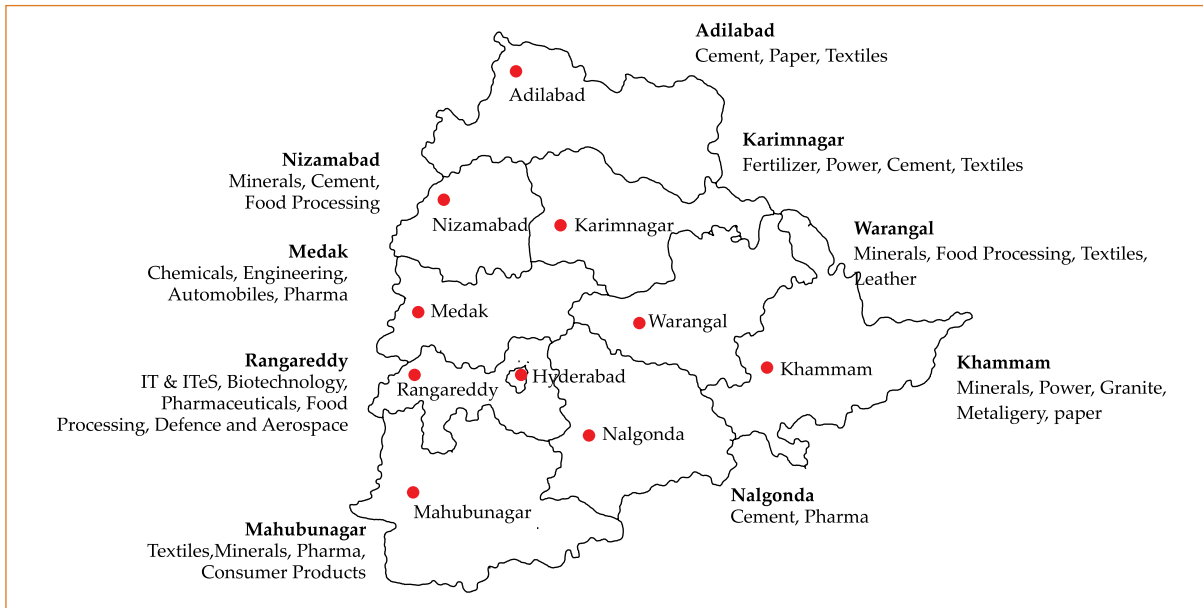 Adilabad
Cement, Paper, Textiles
Adilabad
Karimnagar
Fertilizer, Power, Cement, Textiles
Nizamabad
Minerals, Cement,
Food Processing
Nizamabad
Karimnagar
Warangal
Minerals, Food Processing, Textiles,
Leather
Medak
Chemicals, Engineering,
Automobiles, Pharma
Medak
Warangal
Rangareddy
IT & ITeS, Biotechnology,
Pharmaceuticals, Food
Processing, Defence and Aerospace
Rangareddy
Hyderabad
Khammam
Khammam
Minerals, Power, Granite,
Metaligery, paper
Nalgonda
Nalgonda
Cement, Pharma
Mahubunagar
Mahubunagar
Textiles,Minerals, Pharma,
Consumer Products